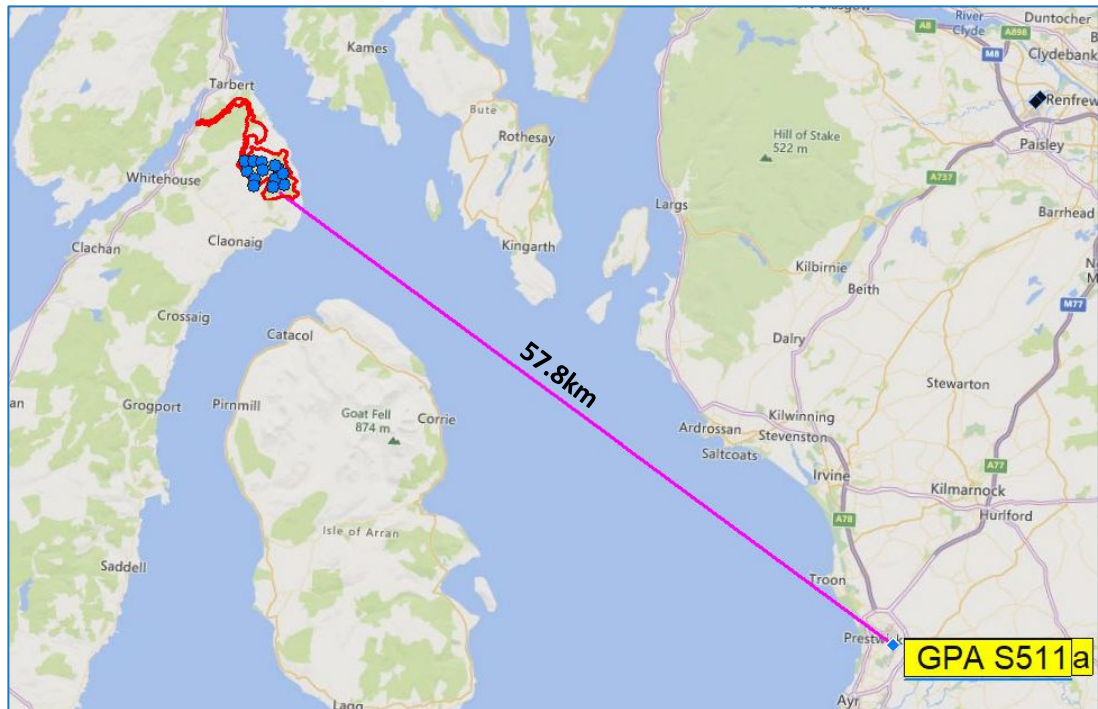 River
Clyde
Duntocher
A8
A898
M8
Clydebank
Renfrew
Paisley
Kames
Tarbert
Bute
Rothesay
Hill of Stake
522 m
A737
Whitehouse
Largs
Barrhead
Clachan
Claonaig
Kingarth
Kilbirnie
Beith
M77
Crossaig
Catacol
Dalry
57.8km
Stewarton
Grogport
Pirnmill
Goat Fell
874 m
Corrie
Kilwinning
Ardrossan
Stevenston
Saltcoats
Irvine
A77
Kilmarnock
Hurlford
A78
Isle of Arran
Saddell
Troon
Prestwick
GPA S511a
Ayr
Lagg